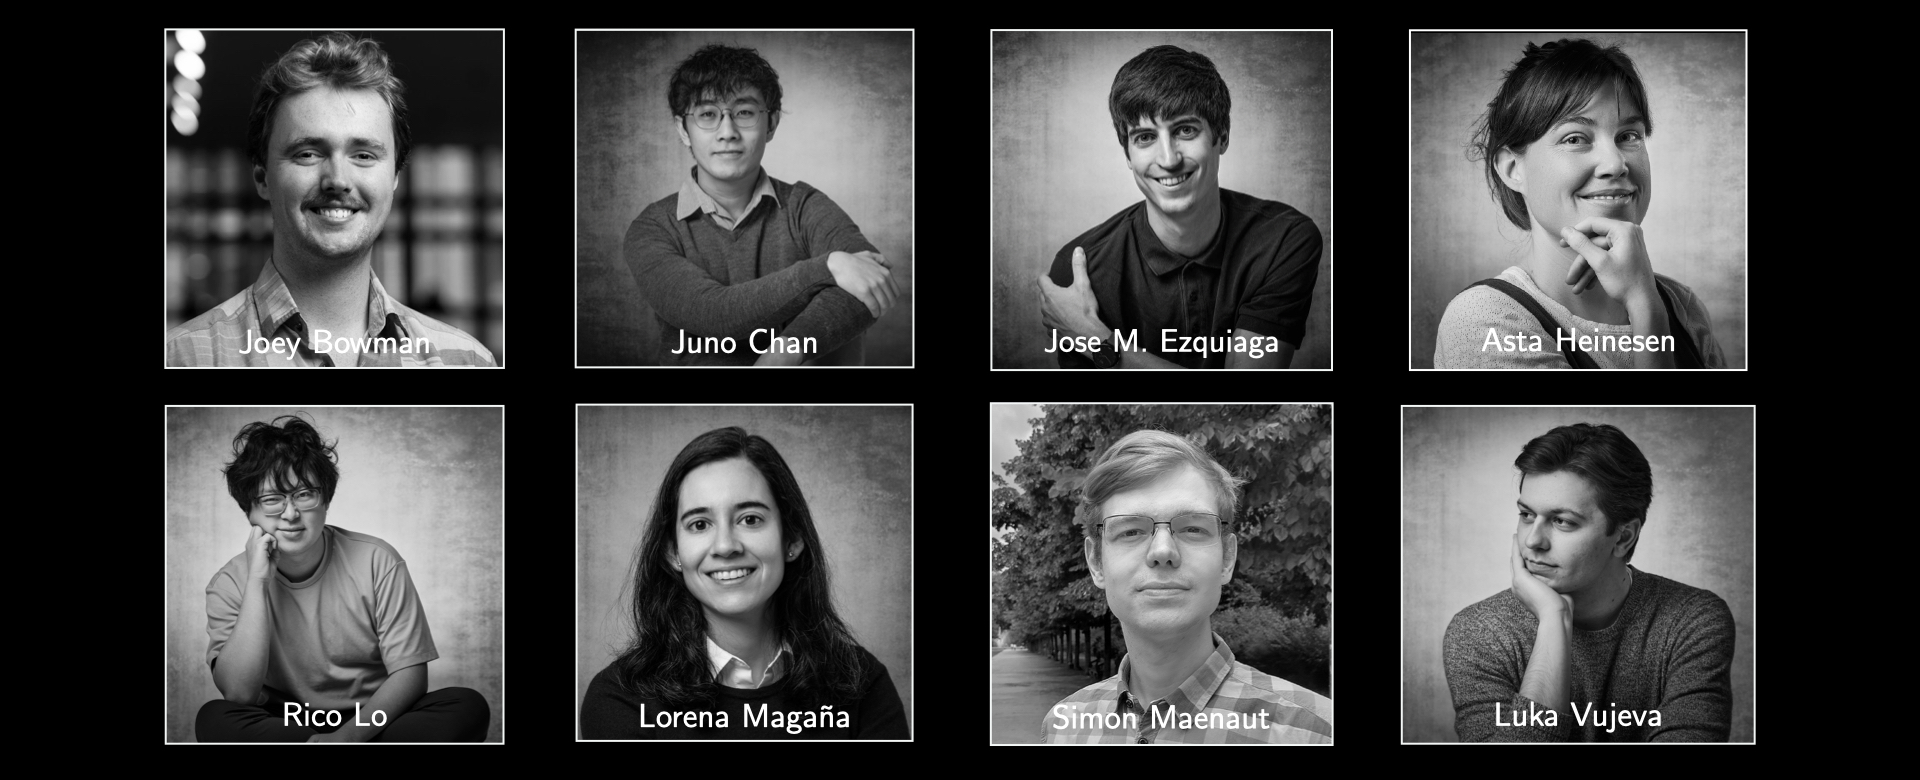 Joey Bowman
Juno Chan
Jose M. Ezquiaga
Asta Heinesen
Rico Lo
Lorena Magaña
Simon Maenaut
Luka Vujeva